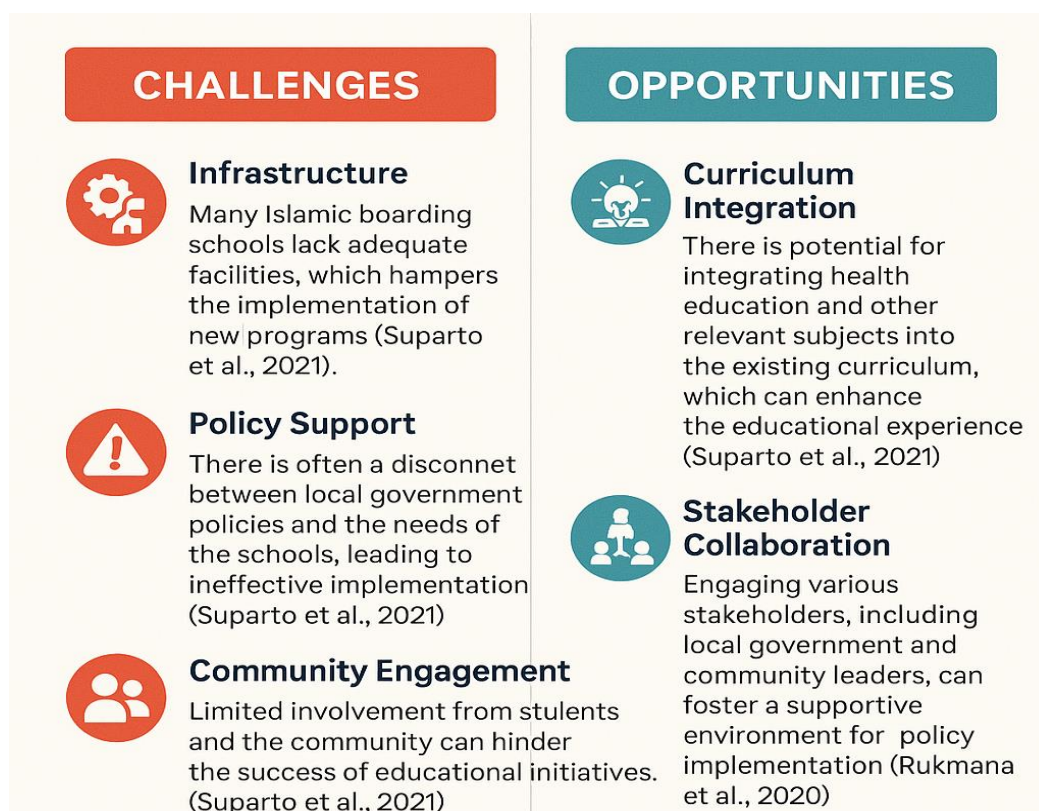 CHALLENGES
Infrastructure
Many Islamic boarding
schools lack adequate
facilities, which hampers
the implementation of
new programs (Suparto
et al., 2021).
Policy Support
There is often a disconnet
between local government
policies and the needs of
the schools, leading to
ineffective implementation
(Suparto et al., 2021)
Community Engagement
Limited involvement from stulents
and the community can hinder
the success of educational initiatives.
(Suparto et al., 2021)
OPPORTUNITIES
Curriculum
Integration
There is potential for
integrating health
education and other
relevant subjects into
the existing curriculum,
which can enhance
the educational experience
(Suparto et al., 2021)
Stakeholder
Collaboration
Engaging various
stakeholders, including
local government and
community leaders, can
foster a supportive
environment for policy
implementation (Rukmana
et al., 2020)